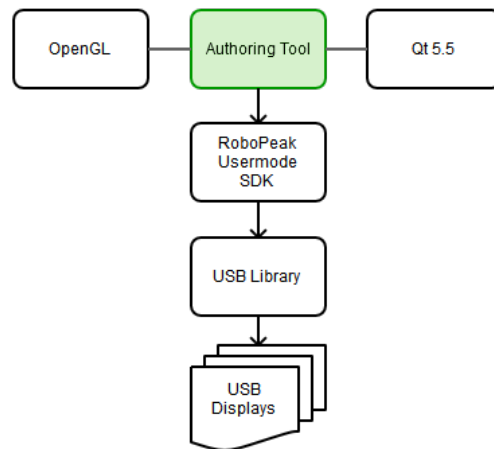 OpenGL
Authoring Tool
Qt 5.5
RoboPeak
Usermode
SDK
USB Library
USB
Displays